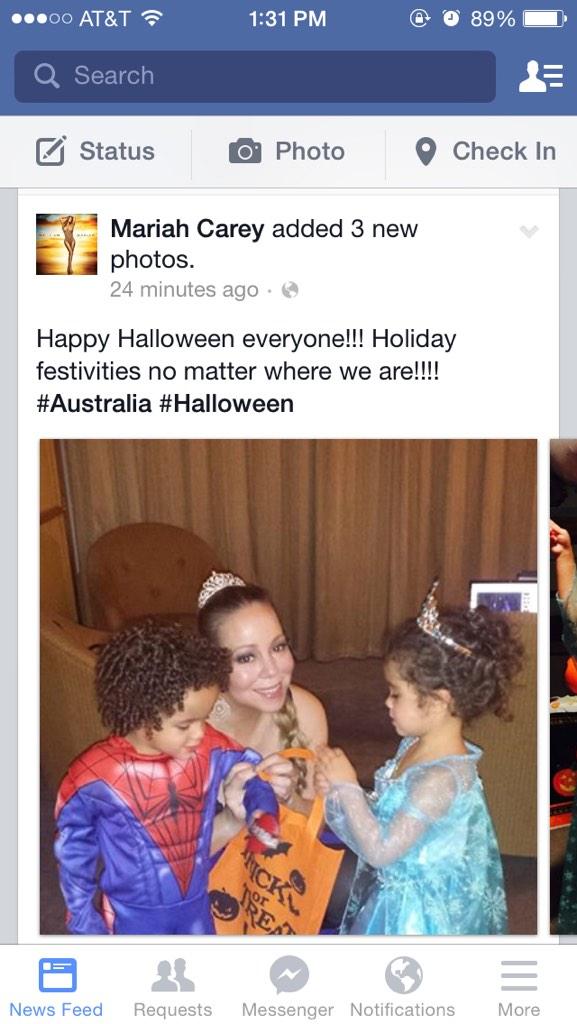 AT&T 1:31 PM 89%
Search
Status Photo Check In
Mariah Carey added 3 new
photos.
24 minutes ago ·
Happy Halloween everyone!!! Holiday
festivities no matter where we are!!!!
#Australia #Halloween
TRICK
or
TREAT
News Feed Requests Messenger Notifications More